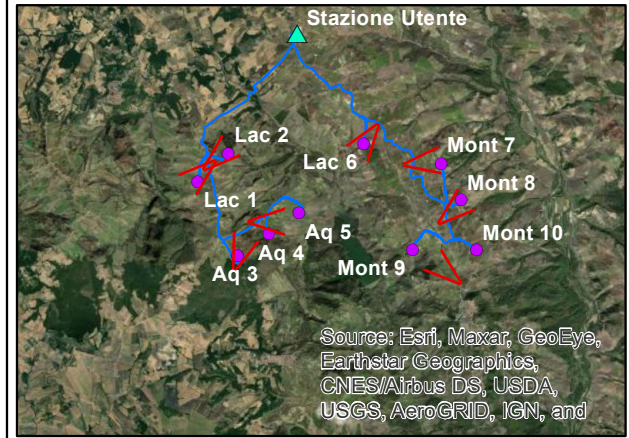 Stazione Utente
Lac 2
Lac 6
Mont 7
Lac 1
Mont 8
Aq 5
Aq 4
Aq 3
Mont 9
Mont 10
Source: Esri, Maxar, GeoEye,
Earthstar Geographics,
CNES/Airbus DS, USDA,
USGS, AeroGRID, IGN, and